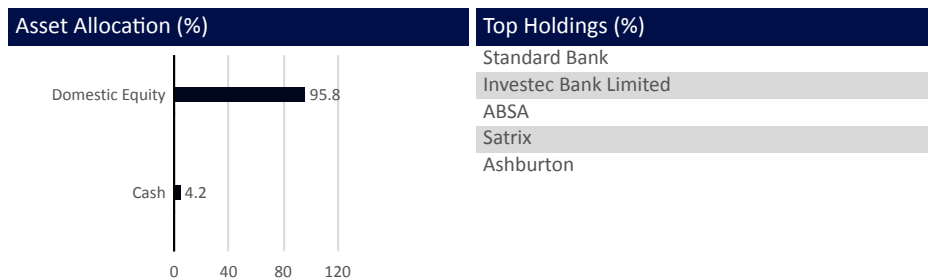 Asset Allocation (%)
Domestic Equity
95.8
Cash
4.2
0 40 80 120
Top Holdings (%)
Standard Bank
Investec Bank Limited
ABSA
Satrix
Ashburton